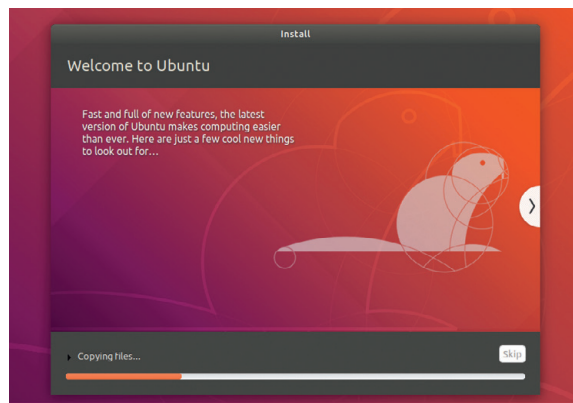 Install
Welcome to Ubuntu
Fast and full of new features, the latest
version of Ubuntu makes computing easier
than ever. Here are just a few cool new things
to look out for...
Copying files...
Skip